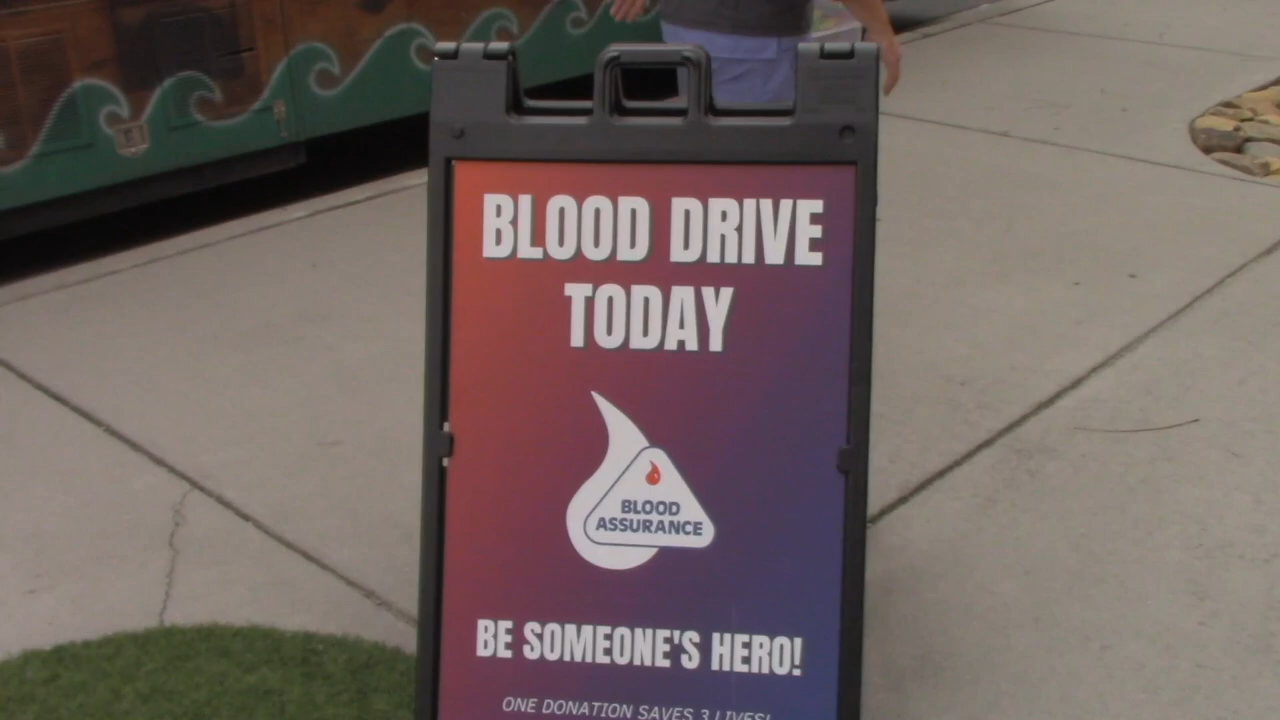 BLOOD DRIVE
TODAY
BLOOD
ASSURANCE
BE SOMEONE'S HERO!
ONE DONATION SAVES 3 LIVES!